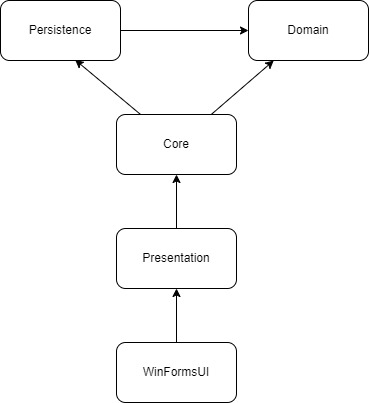 Persistence
Domain
Core
Presentation
WinFormsUI